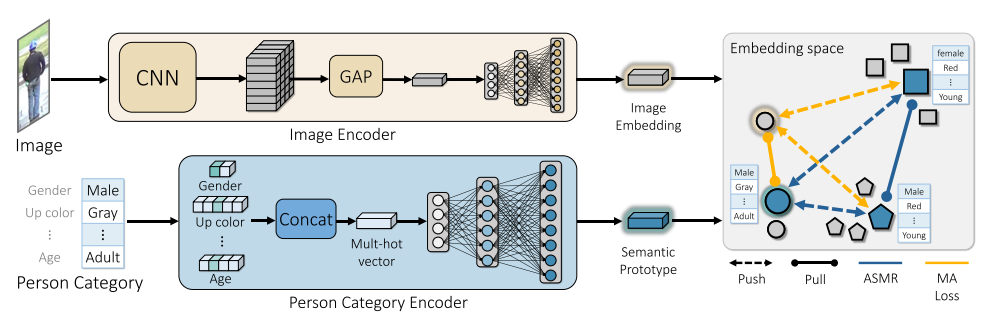 Image
CNN
GAP
Image Encoder
Image
Embedding
Gender
Male
Up color
Gray
⋮
⋮
Age
Adult
Person Category
Gender
Up color
⋮
Age
Concat
Mult-hot
vector
Person Category Encoder
Semantic
Prototype
Embedding space
female
Red
⋮
Young
Male
Gray
⋮
Adult
Male
Red
⋮
Young
Push
Pull
ASMR
MA
Loss